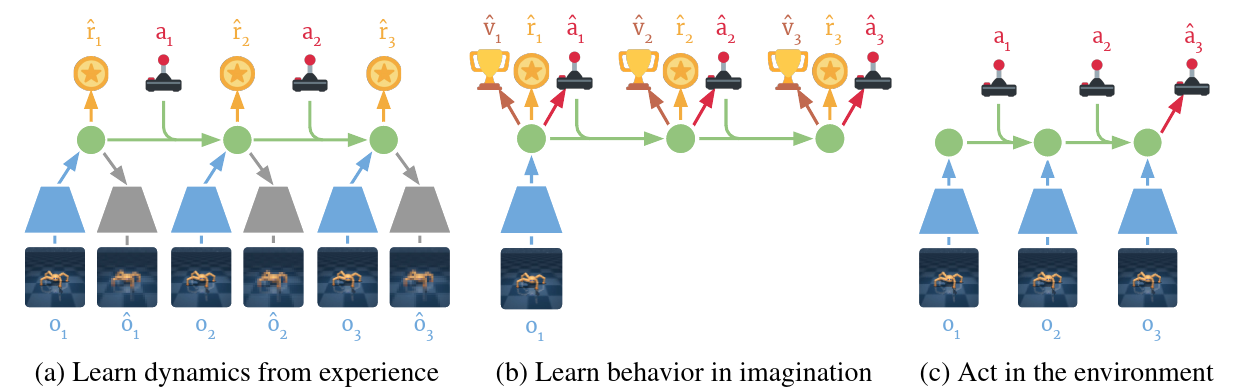 r̂₁ a₁ r̂₂ a₂ r̂₃
o₁ ô₁ o₂ ô₂ o₃ ô₃
(a) Learn dynamics from experience
v̂₁ r̂₁ â₁ v̂₂ r̂₂ â₂ v̂₃ r̂₃ â₃
o₁
(b) Learn behavior in imagination
a₁ a₂ â₃
o₁ o₂ o₃
(c) Act in the environment